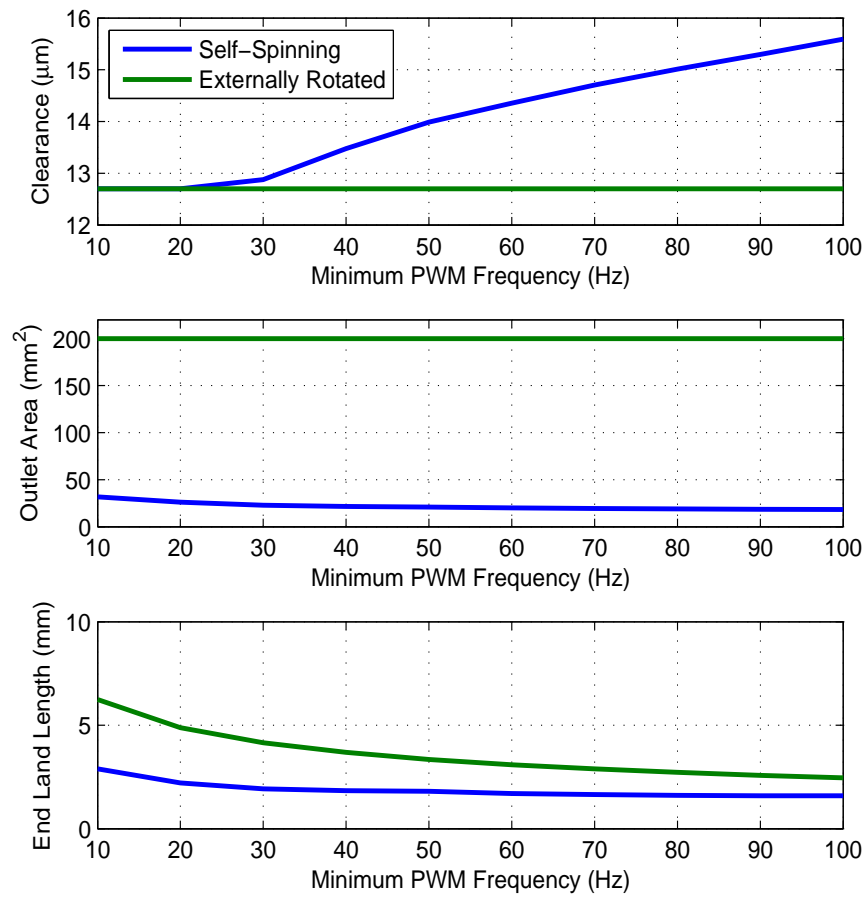 16
15
14
13
12
Clearance (μm)
Self−Spinning
Externally Rotated
10 20 30 40 50 60 70 80 90 100
Minimum PWM Frequency (Hz)
200
150
100
50
0
Outlet Area (mm²)
10 20 30 40 50 60 70 80 90 100
Minimum PWM Frequency (Hz)
10
5
0
End Land Length (mm)
10 20 30 40 50 60 70 80 90 100
Minimum PWM Frequency (Hz)